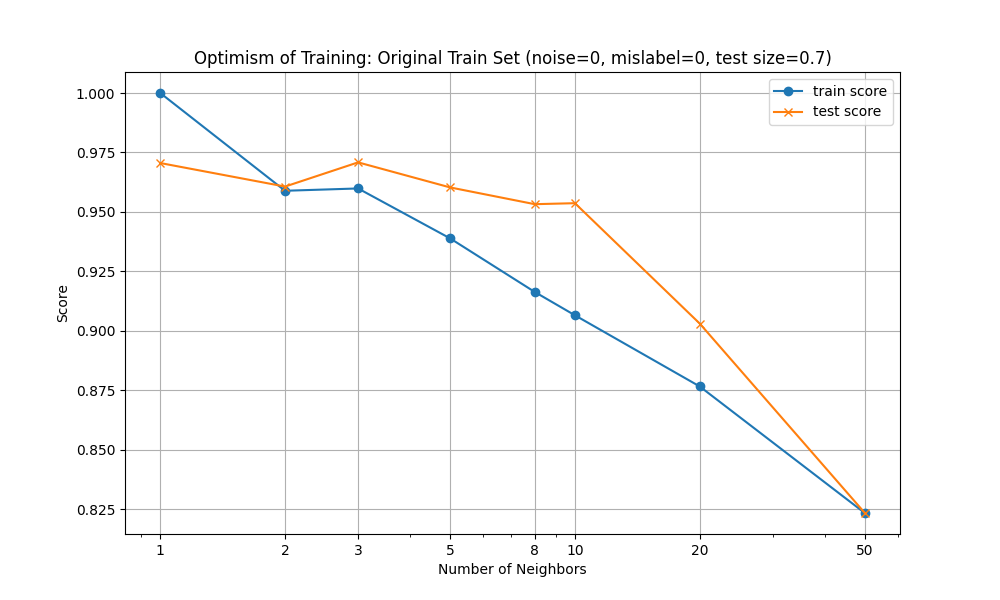 Optimism of Training: Original Train Set (noise=0, mislabel=0, test size=0.7)
train score
test score
1.000
0.975
0.950
0.925
0.900
0.875
0.850
0.825
Score
1 2 3 5 8 10 20 50
Number of Neighbors